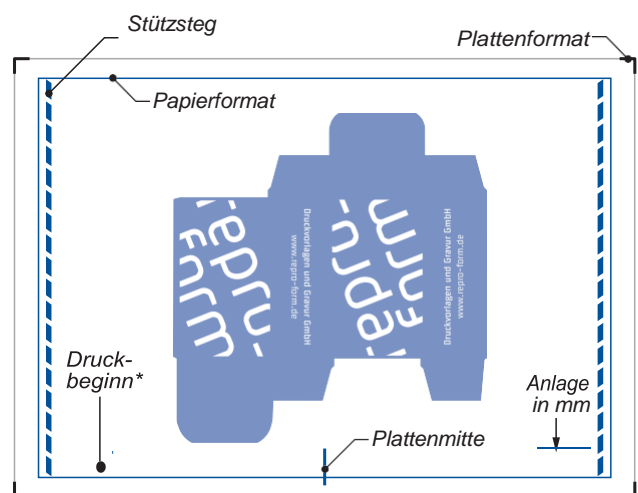 Stützsteg
Plattenformat
Papierformat
repro-
form
Druckvorlagen und Gravur GmbH
www.repro-form.de
repro-
form
Druckvorlagen und Gravur GmbH
www.repro-form.de
Druck-
beginn*
Anlage
in mm
Plattenmitte